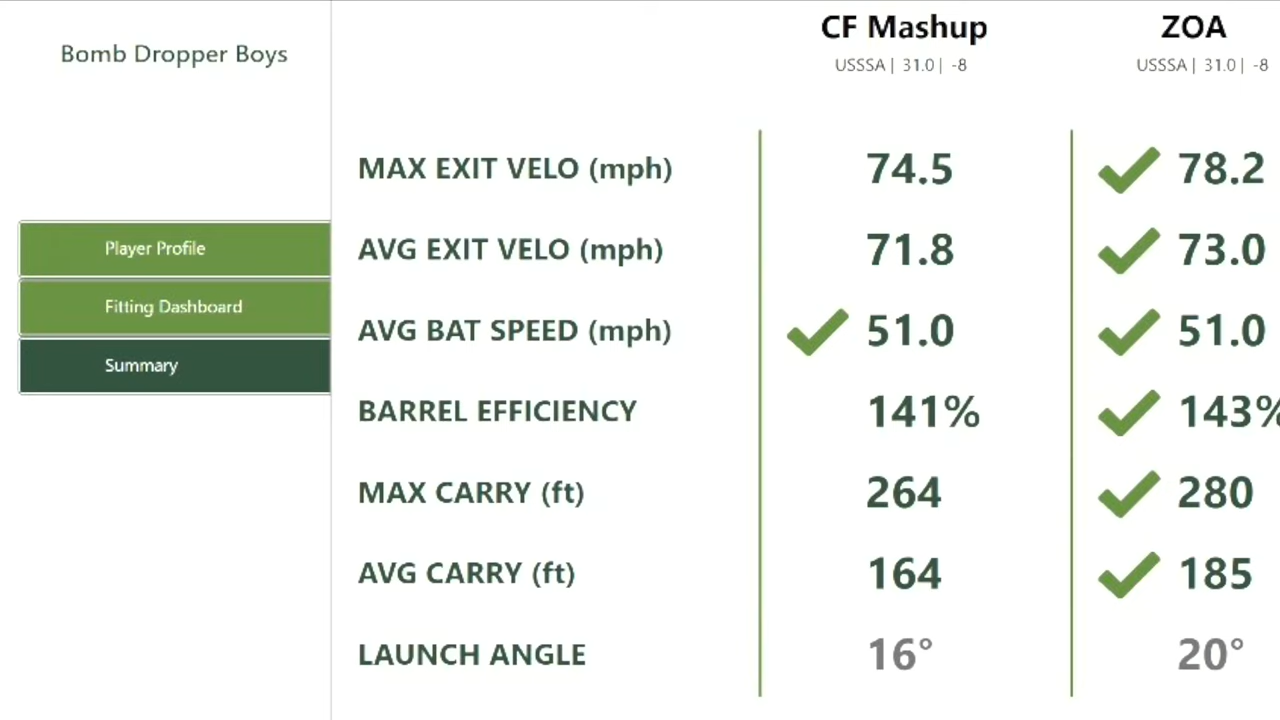 Bomb Dropper Boys
Player Profile
Fitting Dashboard
Summary
CF Mashup ZOA
USSSA | 31.0 | -8 USSSA | 31.0 | -8
MAX EXIT VELO (mph) 74.5 78.2
AVG EXIT VELO (mph) 71.8 73.0
AVG BAT SPEED (mph) 51.0 51.0
BARREL EFFICIENCY 141% 143%
MAX CARRY (ft) 264 280
AVG CARRY (ft) 164 185
LAUNCH ANGLE 16° 20°